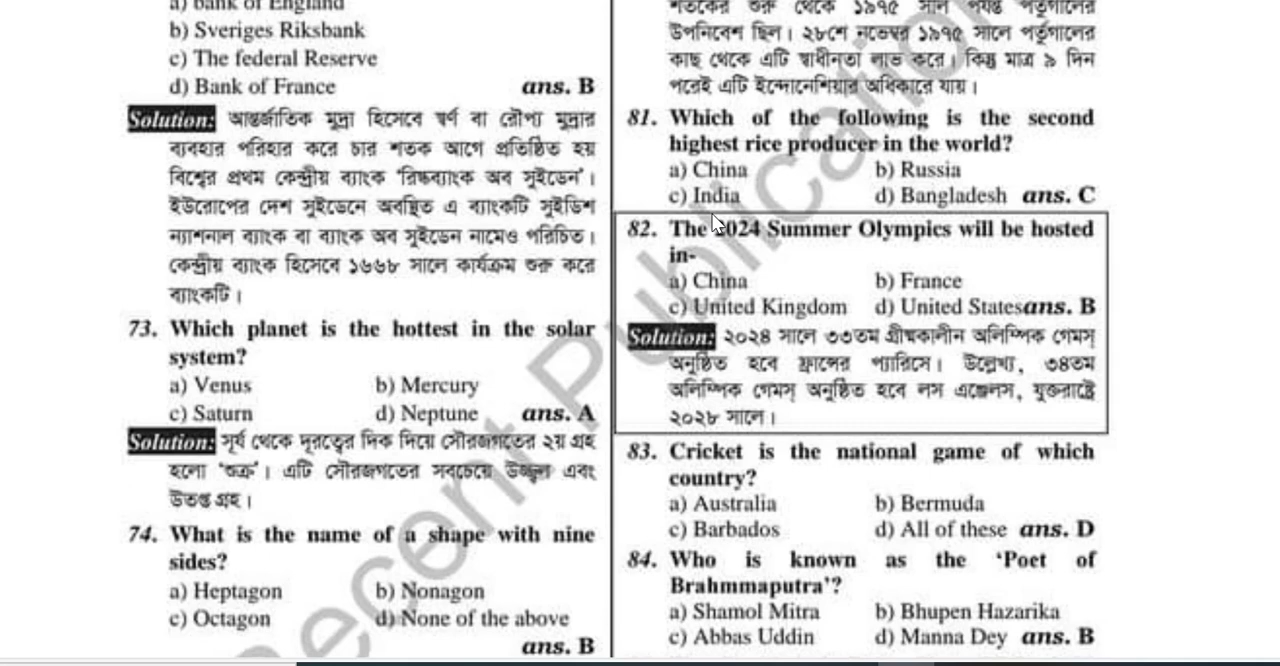 a) bank of England
b) Sveriges Riksbank
c) The federal Reserve
d) Bank of France ans. B
Solution: আন্তর্জাতিক মুদ্রা হিসেবে স্বর্ণ বা রৌপ্য মুদ্রার
ব্যবহার পরিহার করে চার শতক আগে প্রতিষ্ঠিত হয়
বিশ্বের প্রথম কেন্দ্রীয় ব্যাংক ‘রিক্সব্যাংক অব সুইডেন’।
ইউরোপের দেশ সুইডেনে অবস্থিত এ ব্যাংকটি সুইডিশ
ন্যাশনাল ব্যাংক বা ব্যাংক অব সুইডেন নামেও পরিচিত।
কেন্দ্রীয় ব্যাংক হিসেবে ১৬৬৮ সালে কার্যক্রম শুরু করে
ব্যাংকটি।
73. Which planet is the hottest in the solar
system?
a) Venus b) Mercury
c) Saturn d) Neptune ans. A
Solution: সূর্য থেকে দূরত্বের দিক দিয়ে সৌরজগতের ২য় গ্রহ
হলো ‘শুক্র’। এটি সৌরজগতের সবচেয়ে উজ্জ্বল এবং
উতপ্ত গ্রহ।
74. What is the name of a shape with nine
sides?
a) Heptagon b) Nonagon
c) Octagon d) None of the above
ans. B
শতকের শুরু থেকে ১৯৭৫ সাল পর্যন্ত পর্তুগালের
উপনিবেশ ছিল। ২৮শে নভেম্বর ১৯৭৫ সালে পর্তুগালের
কাছ থেকে এটি স্বাধীনতা লাভ করে। কিন্তু মাত্র ৯ দিন
পরেই এটি ইন্দোনেশিয়ার অধিকারে যায়।
81. Which of the following is the second
highest rice producer in the world?
a) China b) Russia
c) India d) Bangladesh ans. C
82. The 2024 Summer Olympics will be hosted
in-
a) China b) France
c) United Kingdom d) United States ans. B
Solution: ২০২৪ সালে ৩৩তম গ্রীষ্মকালীন অলিম্পিক গেমস্
অনুষ্ঠিত হবে ফ্রান্সের প্যারিসে। উল্লেখ্য, ৩৪তম
অলিম্পিক গেমস্ অনুষ্ঠিত হবে লস এঞ্জেলস, যুক্তরাষ্ট্রে
২০২৮ সালে।
83. Cricket is the national game of which
country?
a) Australia b) Bermuda
c) Barbados d) All of these ans. D
84. Who is known as the ‘Poet of
Brahmmaputra’?
a) Shamol Mitra b) Bhupen Hazarika
c) Abbas Uddin d) Manna Dey ans. B
ecent Publication